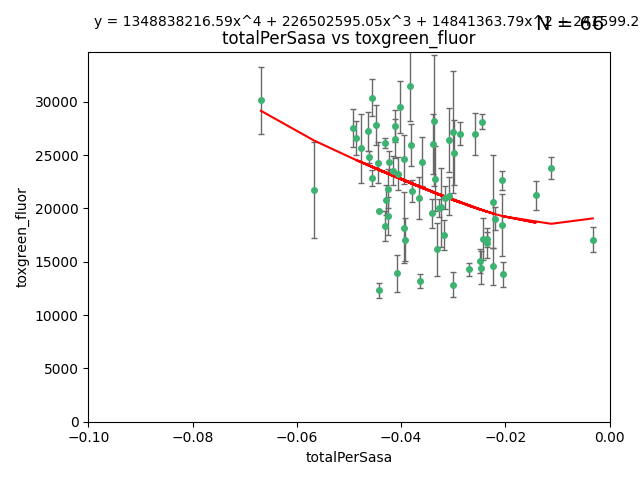 y = 1348838216.59x^4 + 226502595.05x^3 + 14841363.79x^2 +
N = 66
totalPerSasa vs toxgreen_fluor
30000
25000
20000
15000
10000
5000
0
toxgreen_fluor
−0.10 −0.08 −0.06 −0.04 −0.02 0.00
totalPerSasa